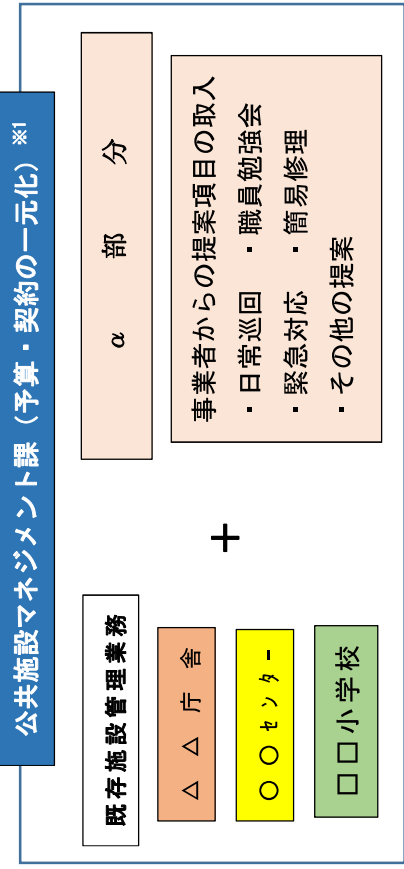 公共施設マネジメント課（予算・契約の一元化）※1
既存施設管理業務
△△庁舎
〇〇センター
□□小学校
＋
α部分
事業者からの提案項目の取入
・日常巡回　・職員勉強会
・緊急対応　・簡易修理
・その他の提案